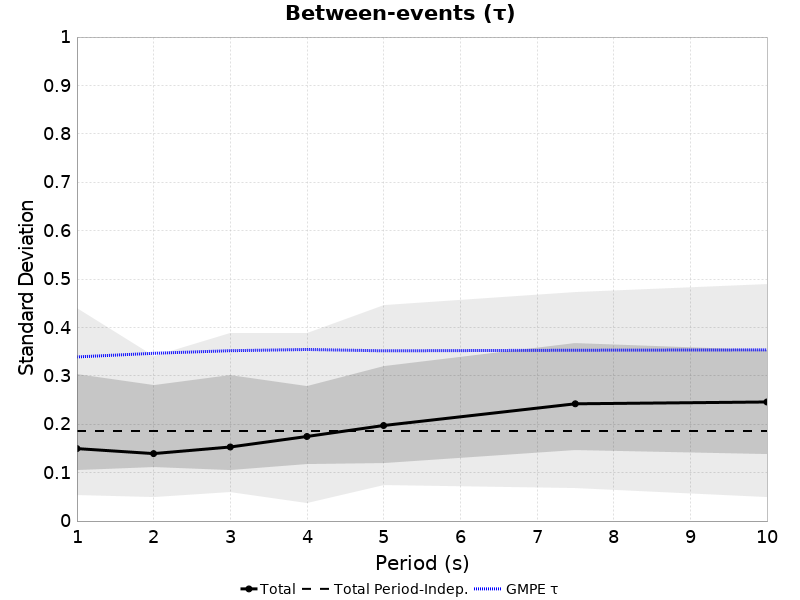 Between-events (τ)
1
0.9
0.8
0.7
0.6
0.5
0.4
0.3
0.2
0.1
0
Standard Deviation
1 2 3 4 5 6 7 8 9 10
Period (s)
Total Total Period-Indep. GMPE τ